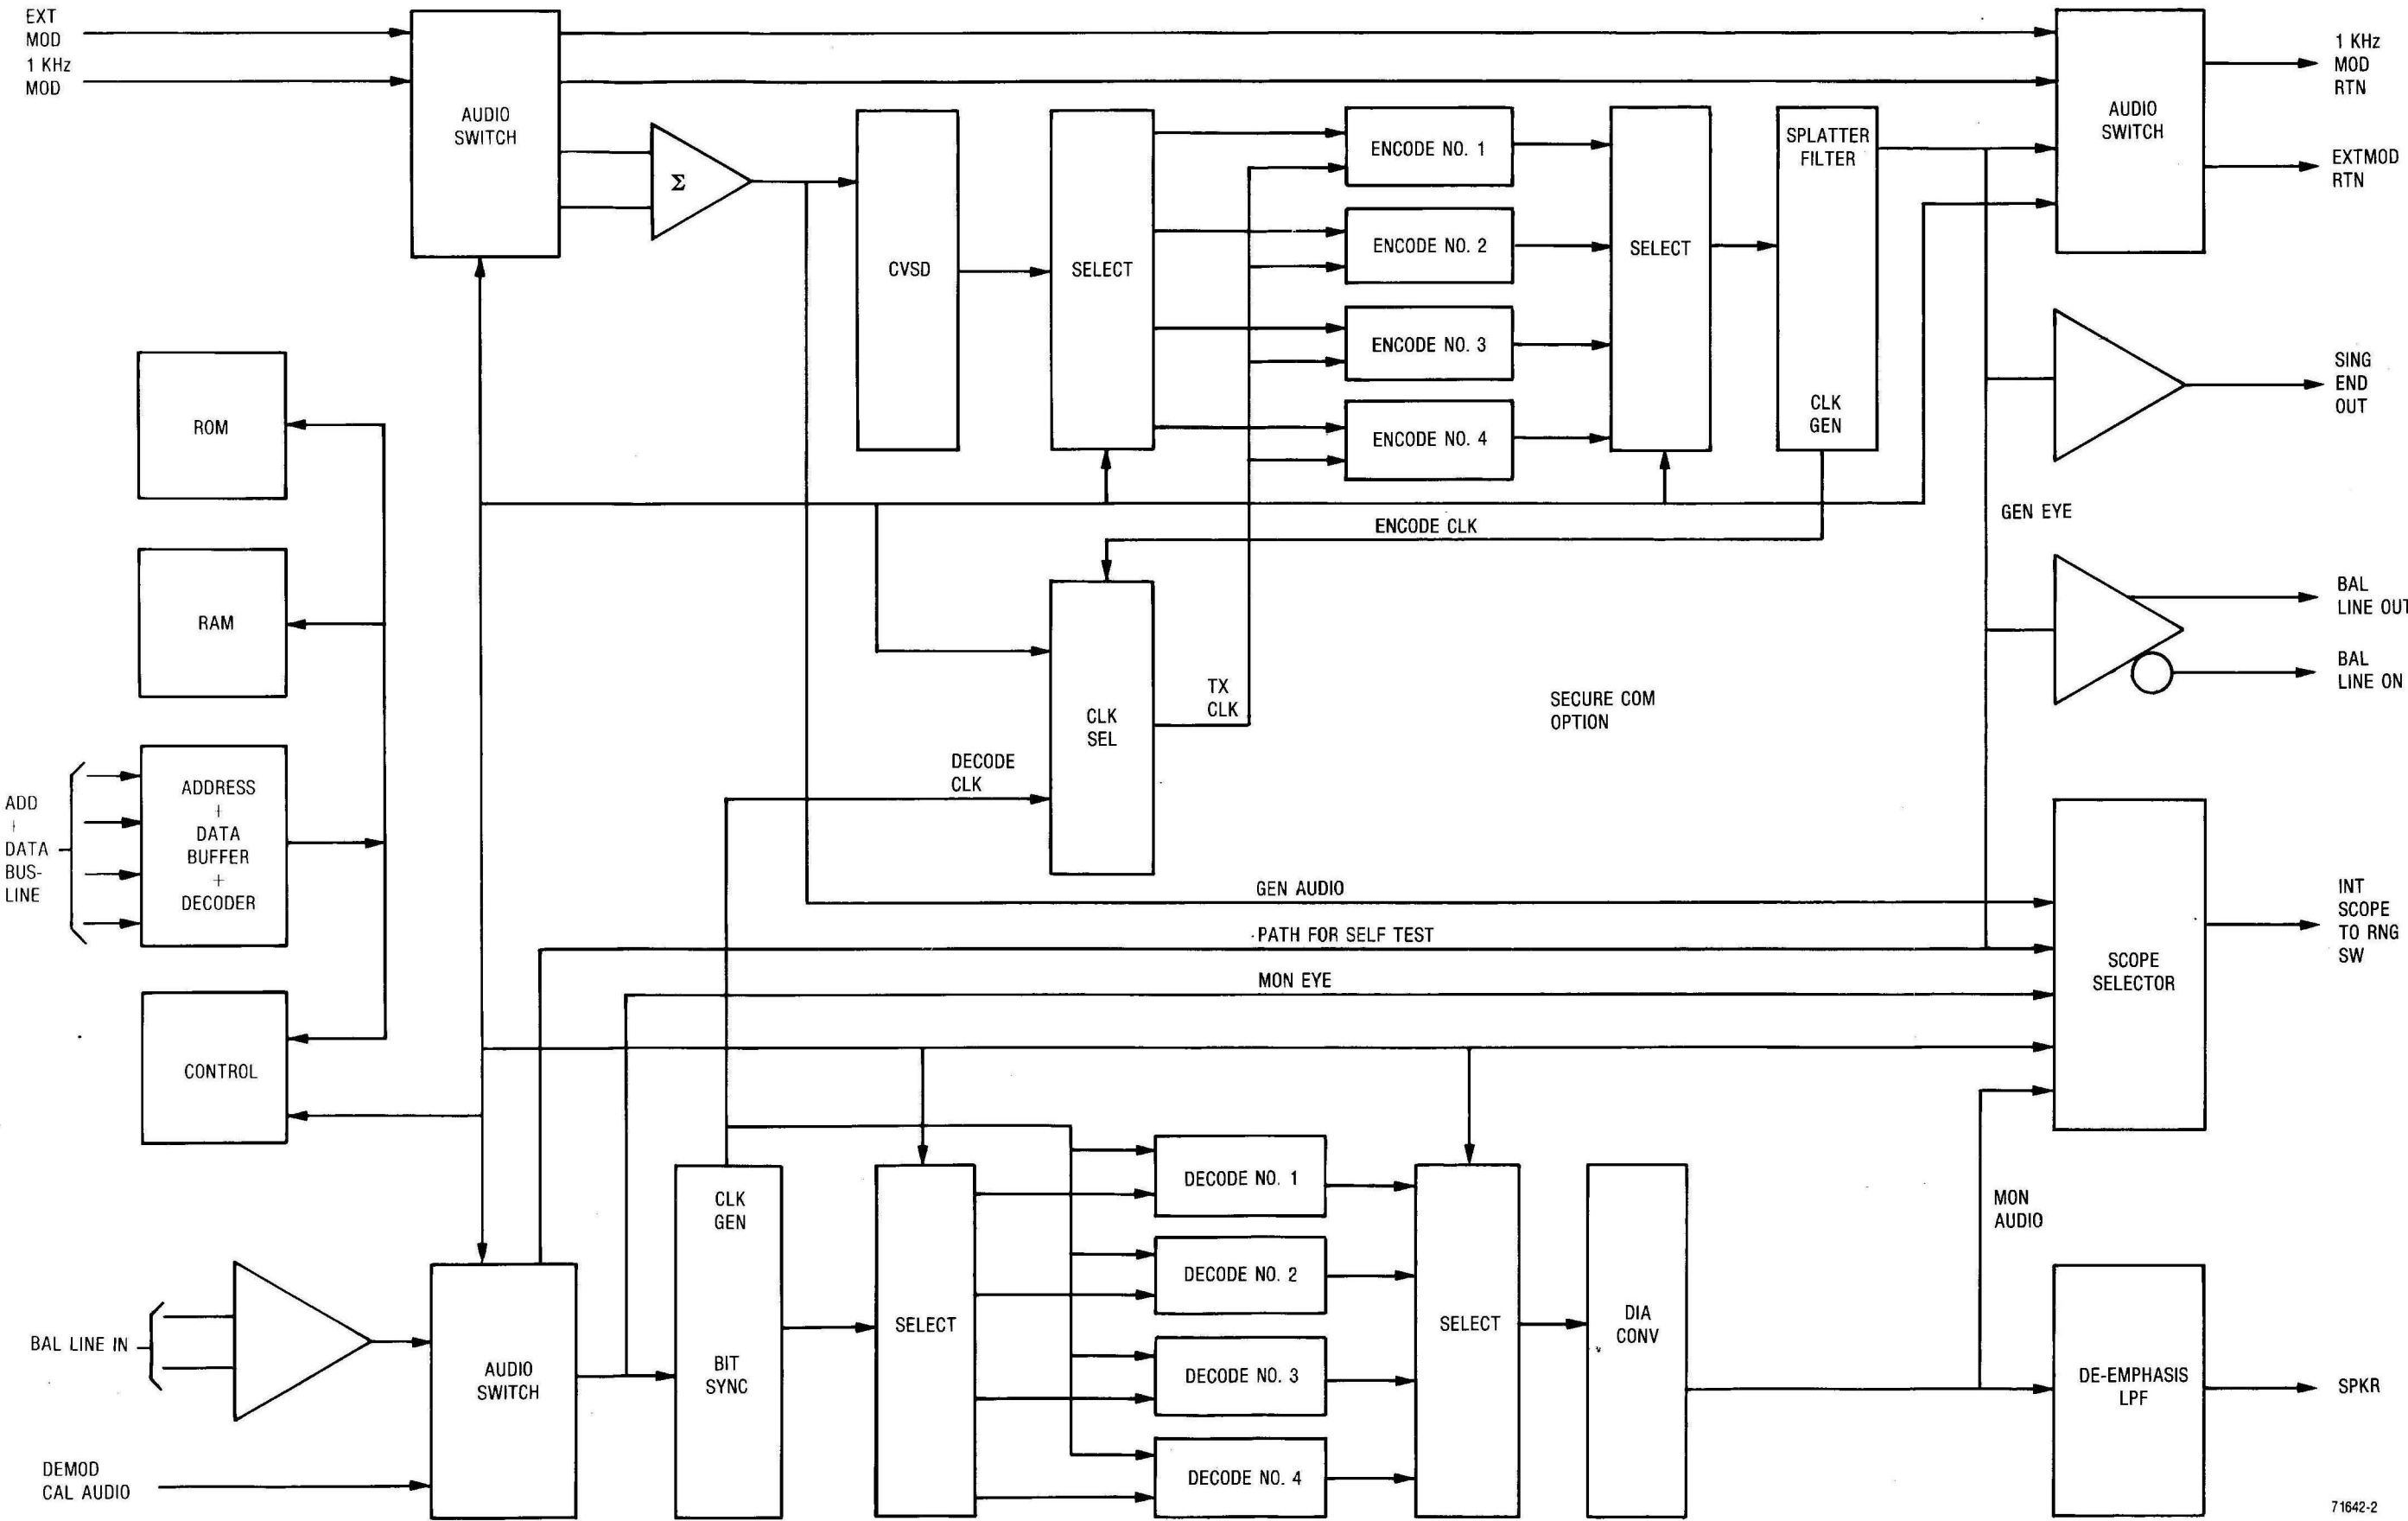 EXT
MOD
1 KHz
MOD
AUDIO
SWITCH
Σ
CVSD
SELECT
ENCODE NO. 1
ENCODE NO. 2
ENCODE NO. 3
ENCODE NO. 4
SELECT
SPLATTER
FILTER
CLK
GEN
AUDIO
SWITCH
1 KHz
MOD
RTN
EXTMOD
RTN
SING
END
OUT
GEN EYE
ENCODE CLK
BAL
LINE OUT
BAL
LINE ON
ROM
RAM
ADD
+
DATA
BUS-
LINE
ADDRESS
+
DATA
BUFFER
+
DECODER
CONTROL
CLK
SEL
TX
CLK
DECODE
CLK
SECURE COM
OPTION
GEN AUDIO
PATH FOR SELF TEST
MON EYE
SCOPE
SELECTOR
INT
SCOPE
TO RNG
SW
BAL LINE IN
DEMOD
CAL AUDIO
AUDIO
SWITCH
CLK
GEN
BIT
SYNC
SELECT
DECODE NO. 1
DECODE NO. 2
DECODE NO. 3
DECODE NO. 4
SELECT
DIA
CONV
MON
AUDIO
DE-EMPHASIS
LPF
SPKR
71642-2